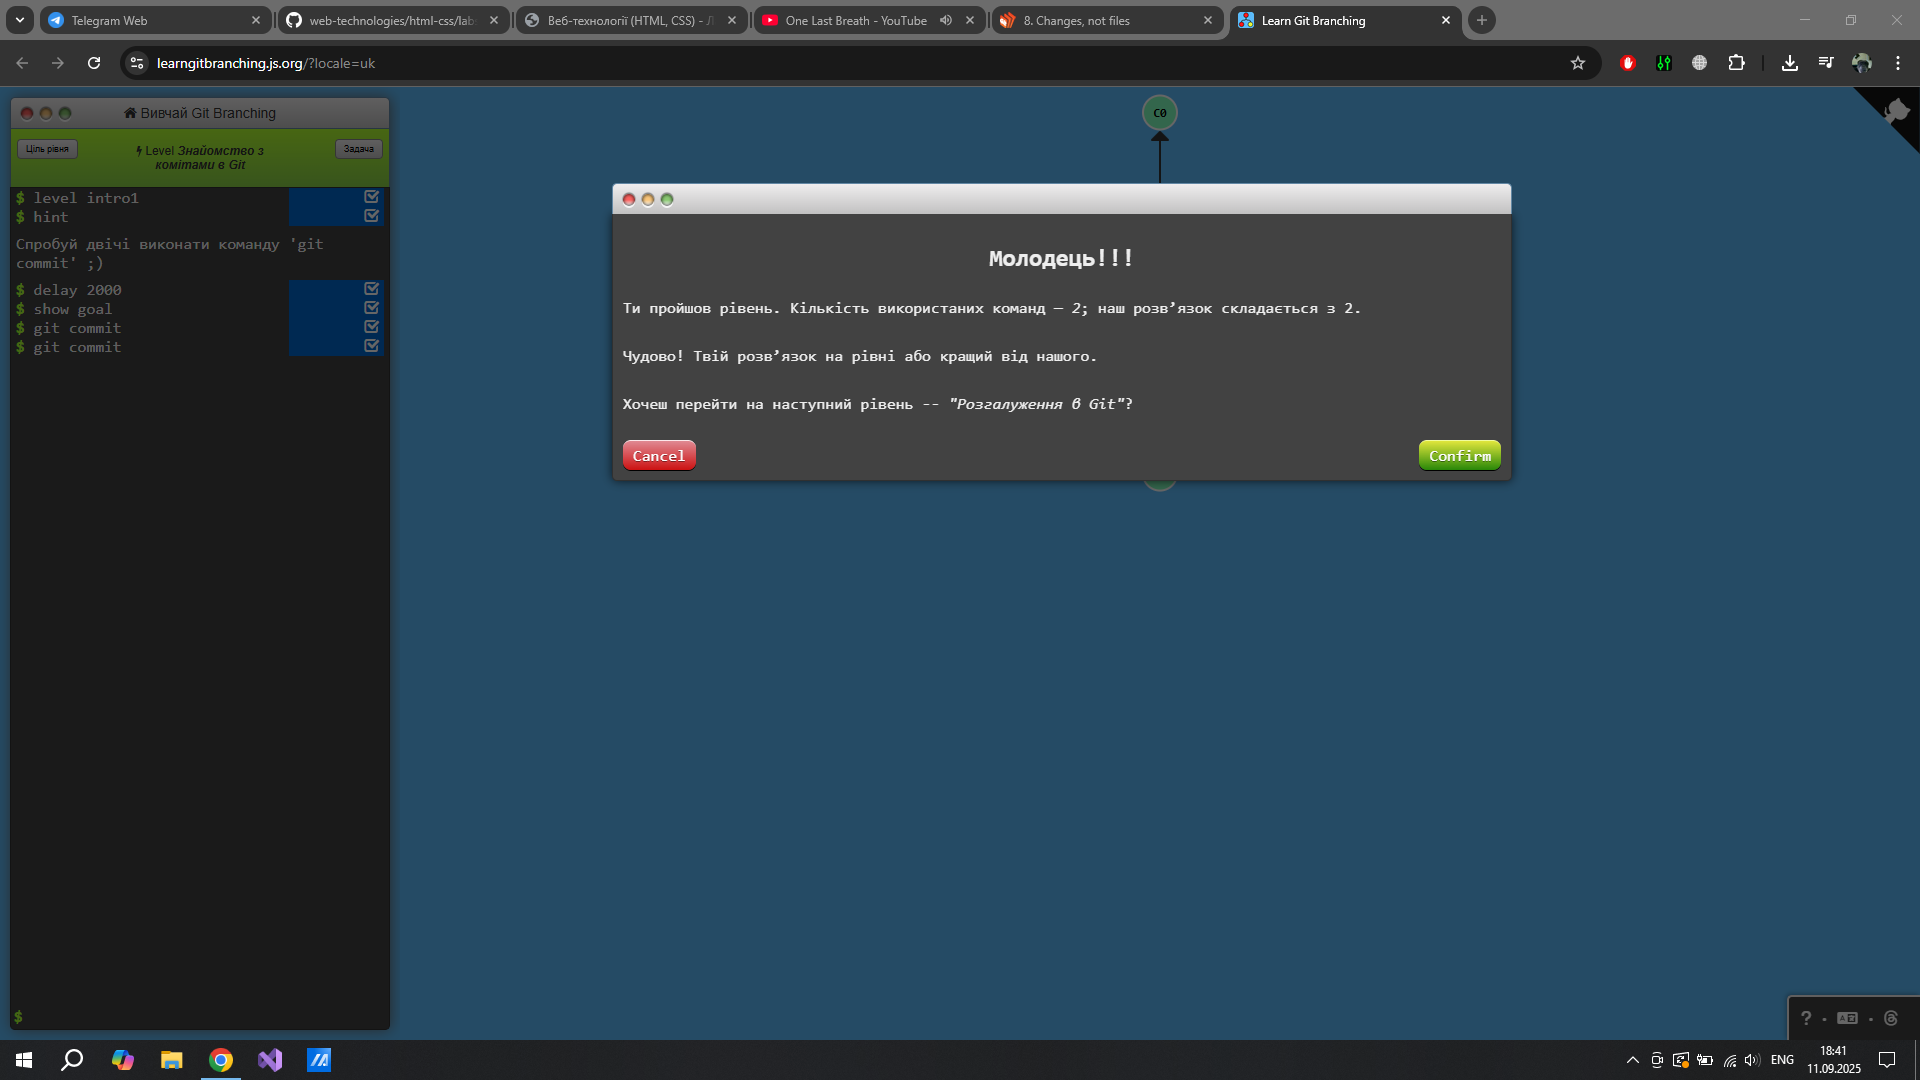 Telegram Web
web-technologies/html-css/lab
Веб-технології (HTML, CSS) - Л
One Last Breath - YouTube
8. Changes, not files
Learn Git Branching
learngitbranching.js.org/?locale=uk
Вивчай Git Branching
Ціль рівня
Level Знайомство з
комітами в Git
Задача
$ level intro1
$ hint
Спробуй двічі виконати команду 'git
commit' ;)
$ delay 2000
$ show goal
$ git commit
$ git commit
$
C0
Молодець!!!
Ти пройшов рівень. Кількість використаних команд — 2; наш розв’язок складається з 2.
Чудово! Твій розв’язок на рівні або кращий від нашого.
Хочеш перейти на наступний рівень -- "Розгалуження в Git"?
Cancel
Confirm
?
ENG
18:41
11.09.2025